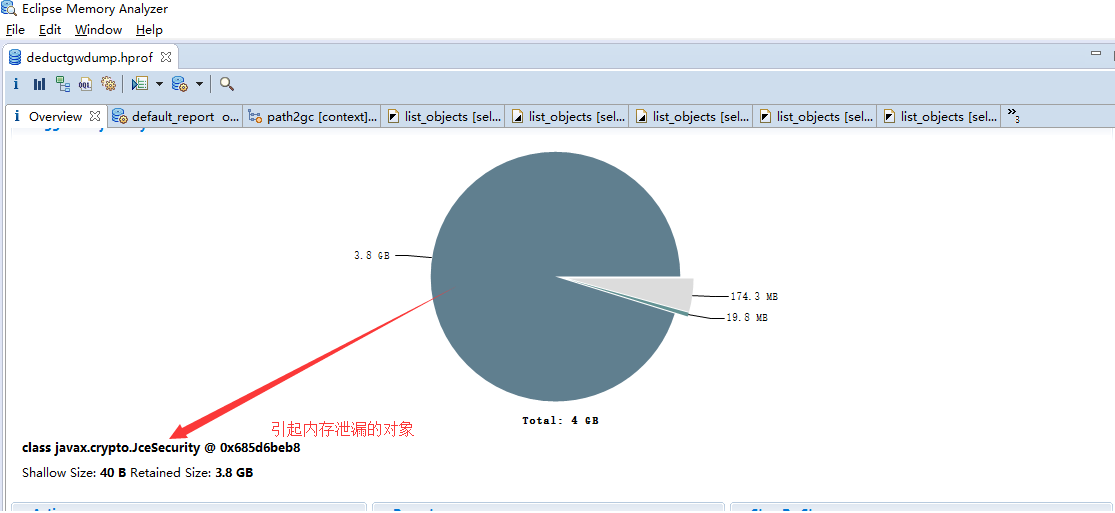 Eclipse Memory Analyzer
File Edit Window Help
deductgwdump.hprof
i OQL
i Overview default_report o... path2gc [context]... list_objects [sel... list_objects [sel... list_objects [sel... list_objects [sel... list_objects [sel... »3
3.8 GB
174.3 MB
19.8 MB
Total: 4 GB
引起内存泄漏的对象
class javax.crypto.JceSecurity @ 0x685d6beb8
Shallow Size: 40 B Retained Size: 3.8 GB